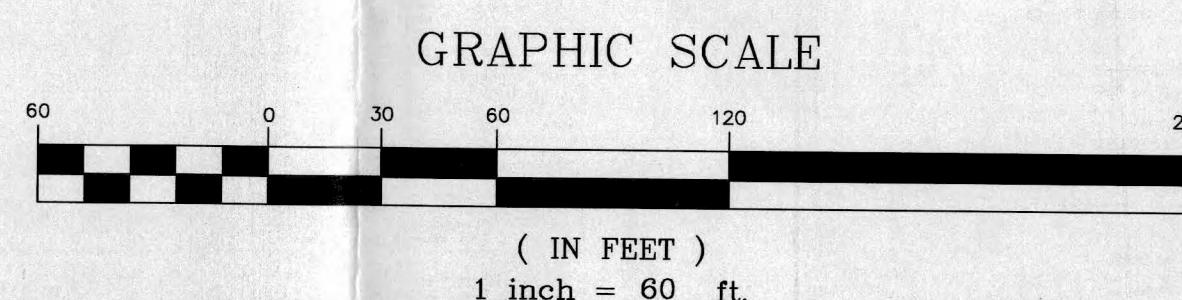 GRAPHIC SCALE
60 0 30 60 120
( IN FEET )
1 inch = 60 ft.